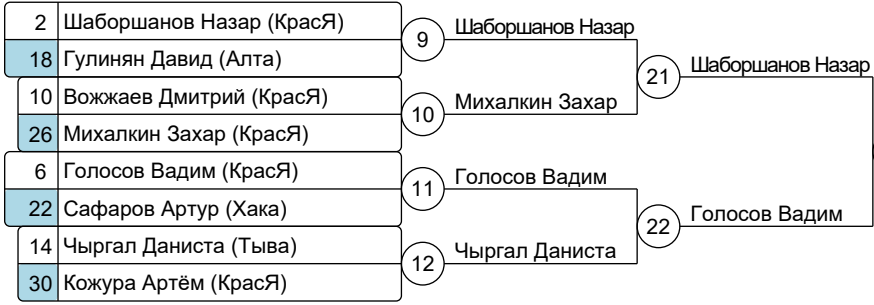 2 Шаборшанов Назар (КрасЯ)
18 Гулинян Давид (Алта)
9 Шаборшанов Назар
10 Вожжаев Дмитрий (КрасЯ)
26 Михалкин Захар (КрасЯ)
10 Михалкин Захар
21 Шаборшанов Назар
6 Голосов Вадим (КрасЯ)
22 Сафаров Артур (Хака)
11 Голосов Вадим
14 Чыргал Даниста (Тыва)
30 Кожура Артём (КрасЯ)
12 Чыргал Даниста
22 Голосов Вадим